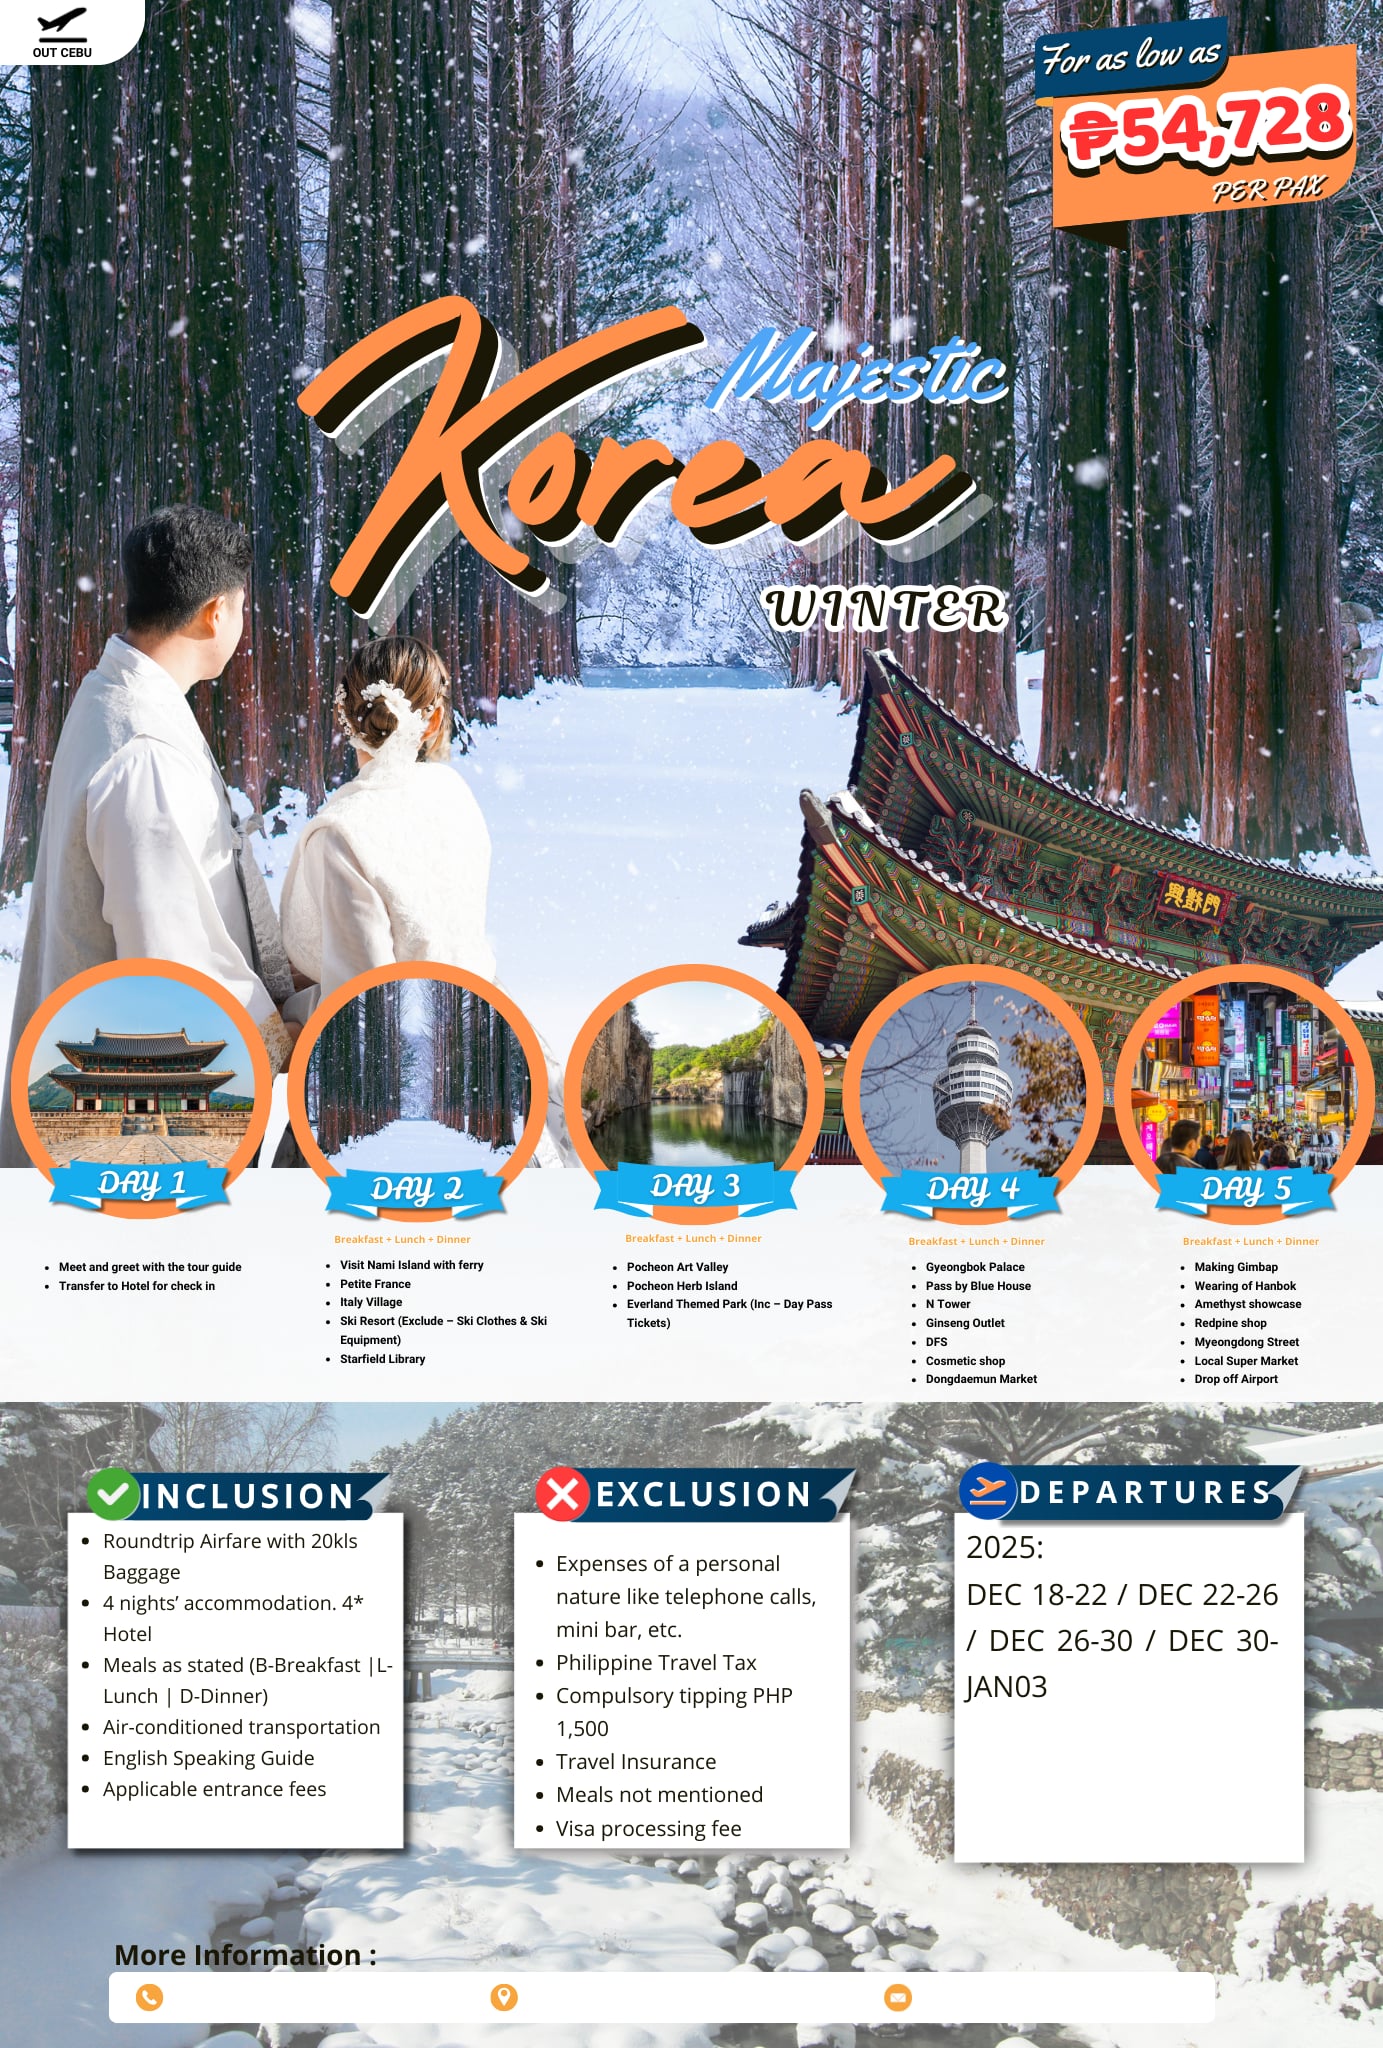 OUT CEBU
For as low as
₱54,728
PER PAX
Majestic
Korea
WINTER
興禮門
DAY 1
• Meet and greet with the tour guide
• Transfer to Hotel for check in
DAY 2
Breakfast + Lunch + Dinner
• Visit Nami Island with ferry
• Petite France
• Italy Village
• Ski Resort (Exclude – Ski Clothes & Ski
Equipment)
• Starfield Library
DAY 3
Breakfast + Lunch + Dinner
• Pocheon Art Valley
• Pocheon Herb Island
• Everland Themed Park (Inc – Day Pass
Tickets)
DAY 4
Breakfast + Lunch + Dinner
• Gyeongbok Palace
• Pass by Blue House
• N Tower
• Ginseng Outlet
• DFS
• Cosmetic shop
• Dongdaemun Market
DAY 5
Breakfast + Lunch + Dinner
• Making Gimbap
• Wearing of Hanbok
• Amethyst showcase
• Redpine shop
• Myeongdong Street
• Local Super Market
• Drop off Airport
INCLUSION
• Roundtrip Airfare with 20kls
Baggage
• 4 nights’ accommodation. 4*
Hotel
• Meals as stated (B-Breakfast |L-
Lunch | D-Dinner)
• Air-conditioned transportation
• English Speaking Guide
• Applicable entrance fees
EXCLUSION
• Expenses of a personal
nature like telephone calls,
mini bar, etc.
• Philippine Travel Tax
• Compulsory tipping PHP
1,500
• Travel Insurance
• Meals not mentioned
• Visa processing fee
DEPARTURES
2025:
DEC 18-22 / DEC 22-26
/ DEC 26-30 / DEC 30-
JAN03
More Information :